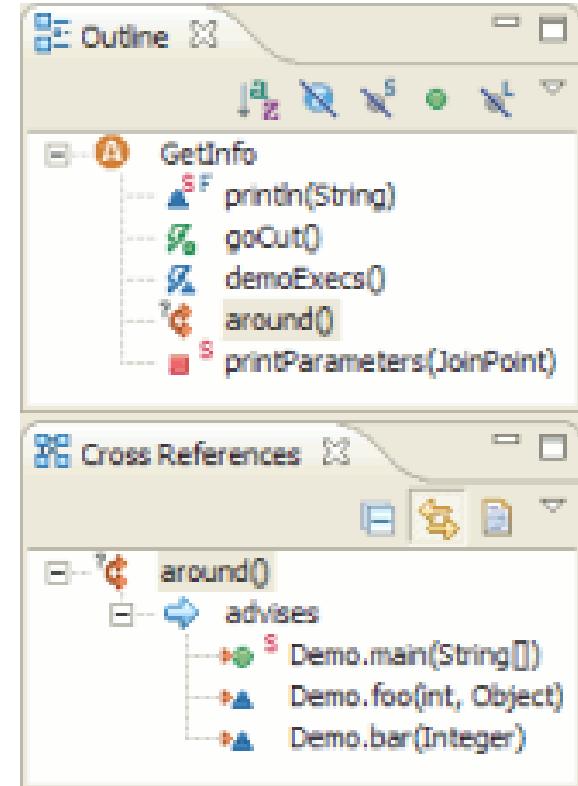 Outline
GetInfo
println(String)
goCut()
demoExecs()
around()
printParameters(JoinPoint)
Cross References
around()
advises
Demo.main(String[])
Demo.foo(int, Object)
Demo.bar(Integer)